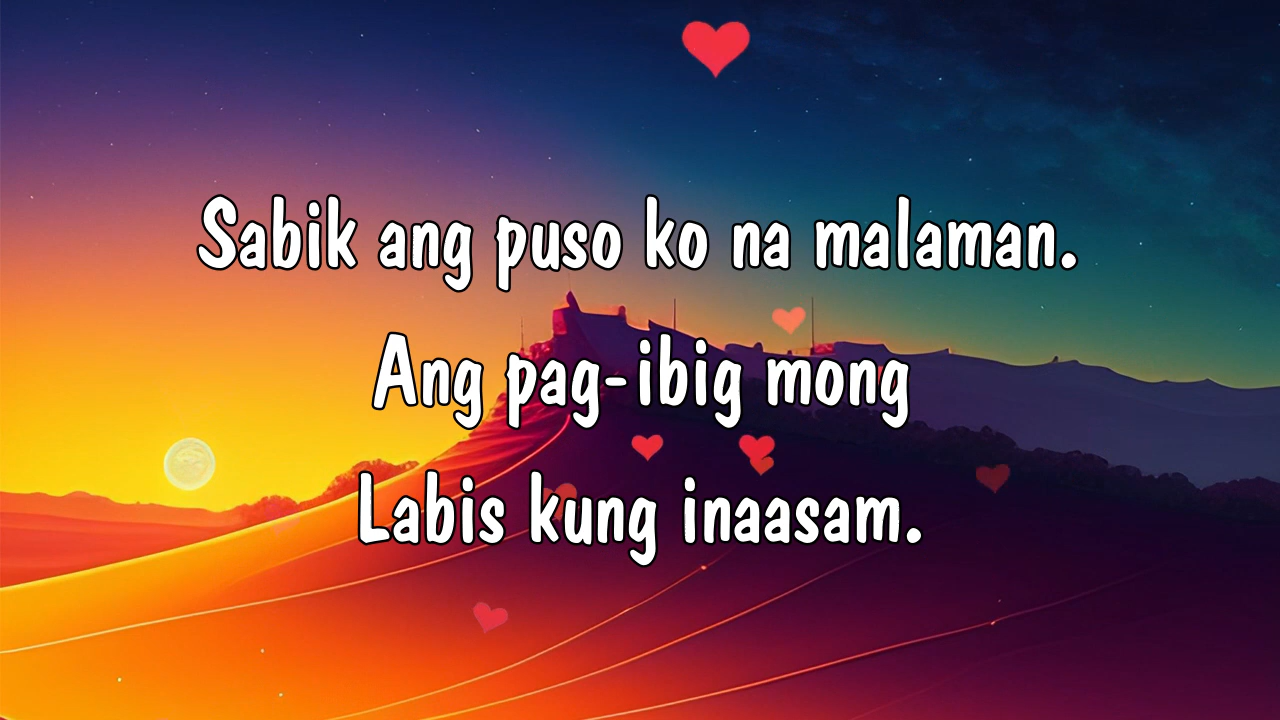 Sabik ang puso ko na malaman.
Ang pag-ibig mong
Labis kung inaasam.